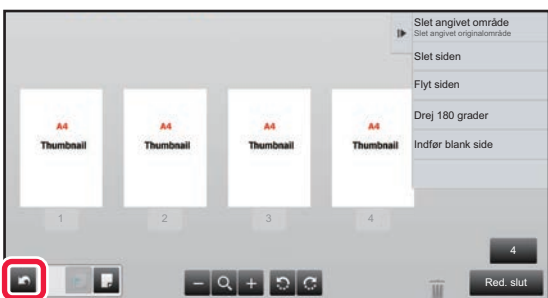 Slet angivet område
Slet angivet originalområde
Slet siden
Flyt siden
Drej 180 grader
Indfør blank side
A4
Thumbnail
A4
Thumbnail
A4
Thumbnail
A4
Thumbnail
1
2
3
4
4
Red. slut